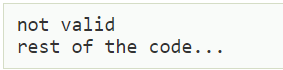 not valid
rest of the code...